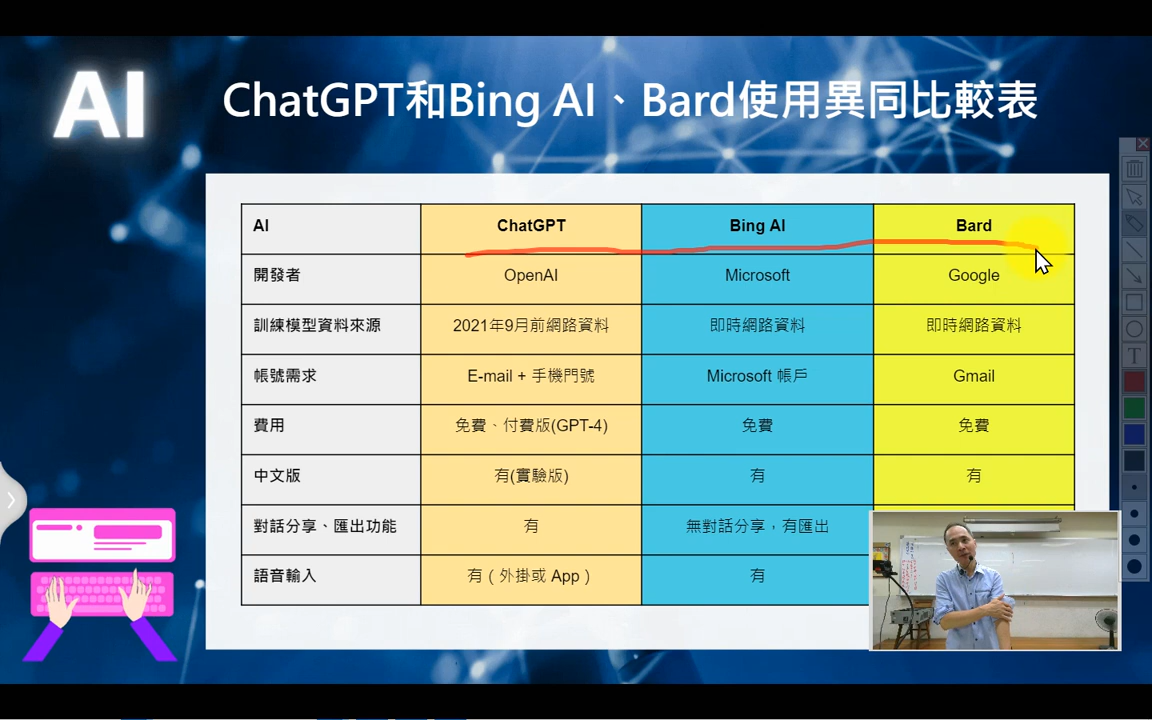 AI
ChatGPT和Bing AI、Bard使用異同比較表
AI ChatGPT Bing AI Bard
開發者 OpenAI Microsoft Google
訓練模型資料來源 2021年9月前網路資料 即時網路資料 即時網路資料
帳號需求 E-mail + 手機門號 Microsoft 帳戶 Gmail
費用 免費、付費版(GPT-4) 免費 免費
中文版 有(實驗版) 有 有
對話分享、匯出功能 有 無對話分享，有匯出
語音輸入 有（外掛或 App） 有
T